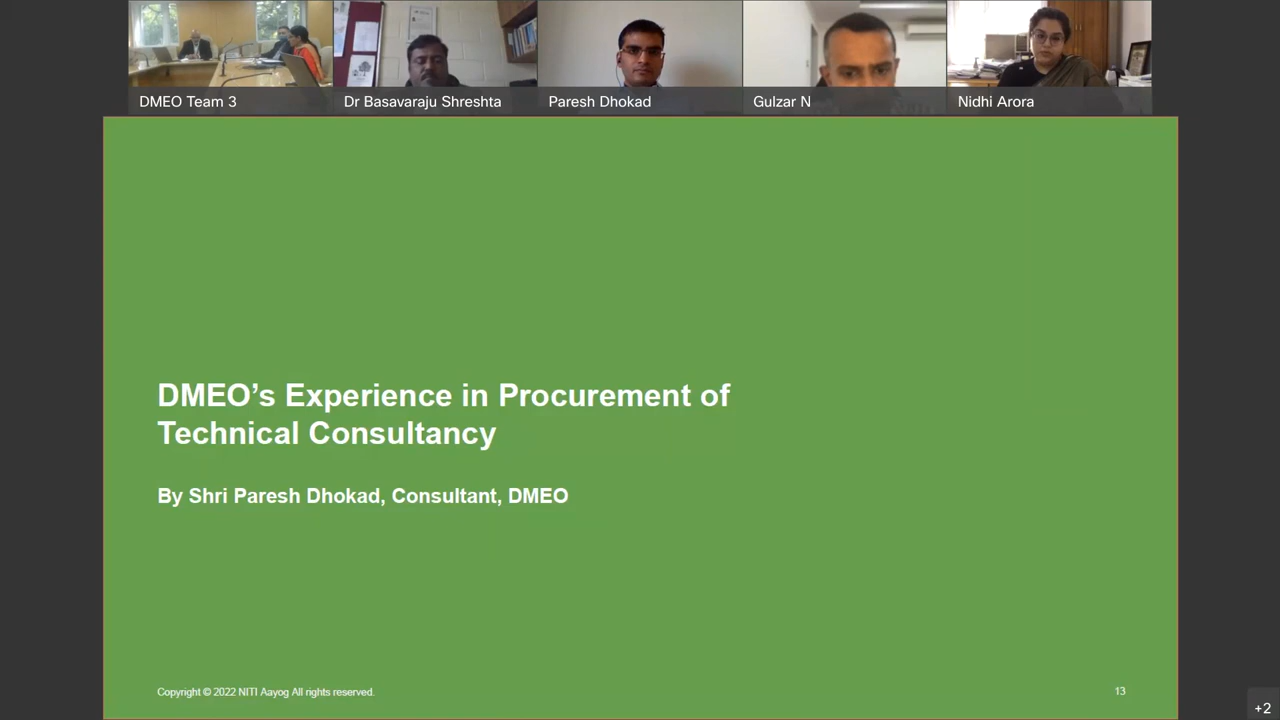 DMEO Team 3
Dr Basavaraju Shreshta
Paresh Dhokad
Gulzar N
Nidhi Arora
DMEO’s Experience in Procurement of
Technical Consultancy
By Shri Paresh Dhokad, Consultant, DMEO
Copyright © 2022 NITI Aayog All rights reserved.
13
+2